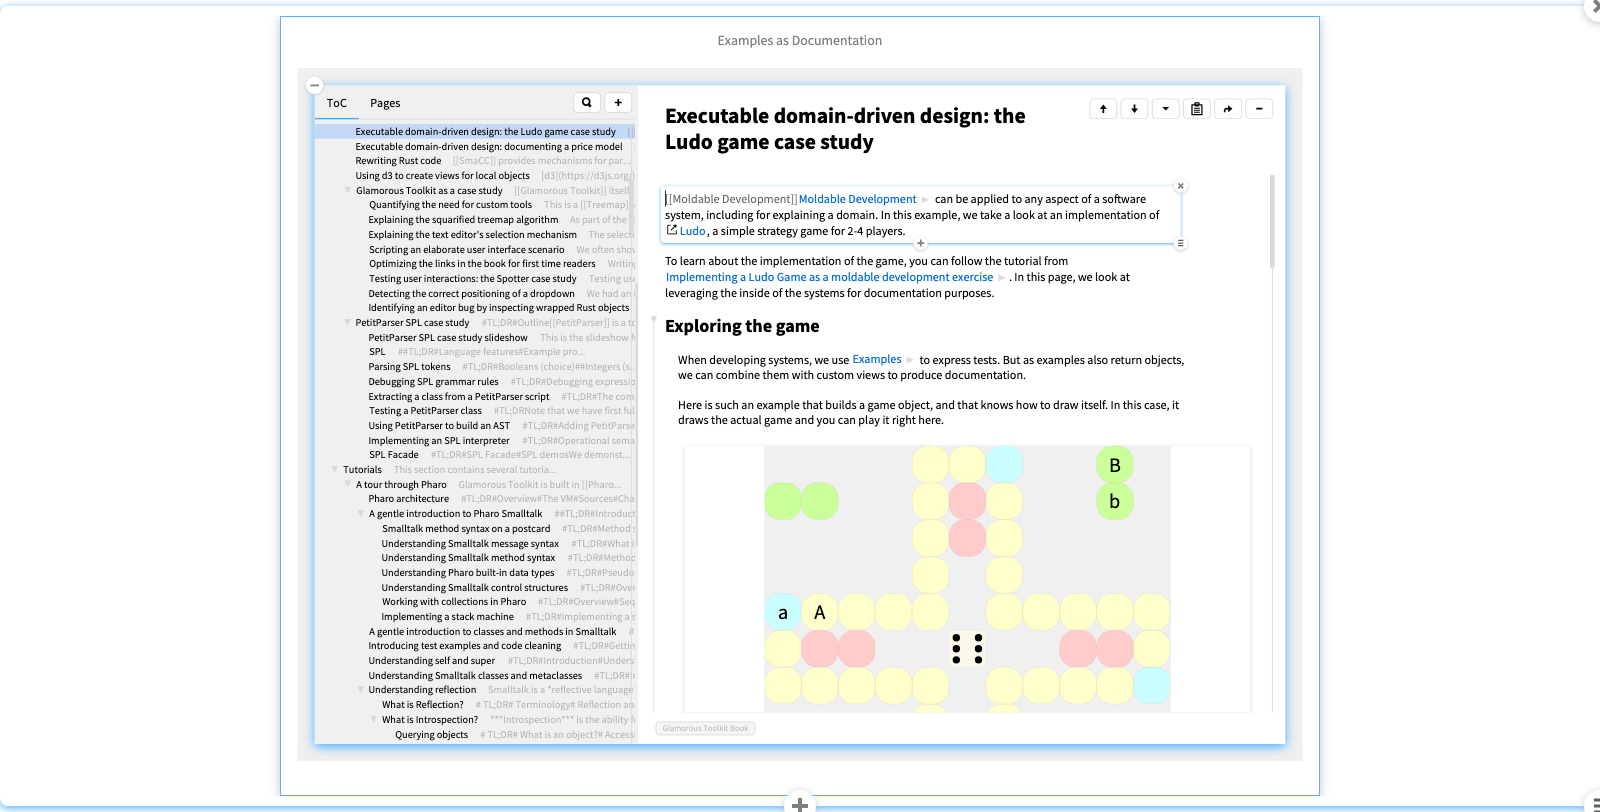 Examples as Documentation
ToC Pages
Executable domain-driven design: the Ludo game case study [[
Executable domain-driven design: documenting a price model
Rewriting Rust code [[SmaCC]] provides mechanisms for par...
Using d3 to create views for local objects [d3](https://d3js.org/
Glamorous Toolkit as a case study [[Glamorous Toolkit]] itself
Quantifying the need for custom tools This is a [[Treemap]
Explaining the squarified treemap algorithm As part of the
Explaining the text editor's selection mechanism The selecti
Scripting an elaborate user interface scenario We often show
Optimizing the links in the book for first time readers Writing
Testing user interactions: the Spotter case study Testing use
Detecting the correct positioning of a dropdown We had an i
Identifying an editor bug by inspecting wrapped Rust objects
PetitParser SPL case study #TL;DR#Outline[[PetitParser]] is a to
PetitParser SPL case study slideshow This is the slideshow f
SPL ##TL;DR#Language features#Example pro...
Parsing SPL tokens #TL;DR#Booleans (choice)##Integers (s...
Debugging SPL grammar rules #TL;DR#Debugging expressio
Extracting a class from a PetitParser script #TL;DR#The com
Testing a PetitParser class #TL;DRNote that we have first ful
Using PetitParser to build an AST #TL;DR#Adding PetitParse
Implementing an SPL interpreter #TL;DR#Operational sema
SPL Facade #TL;DR#SPL Facade#SPL demosWe demonst...
Tutorials This section contains several tutoria...
A tour through Pharo Glamorous Toolkit is built in [[Pharo...
Pharo architecture #TL;DR#Overview#The VM#Sources#Cha
A gentle introduction to Pharo Smalltalk ##TL;DR#Introduct
Smalltalk method syntax on a postcard #TL;DR#Method s
Understanding Smalltalk message syntax #TL;DR#What i
Understanding Smalltalk method syntax #TL;DR#Method
Understanding Pharo built-in data types #TL;DR#Pseudo
Understanding Smalltalk control structures #TL;DR#Over
Working with collections in Pharo #TL;DR#Overview#Seq
Implementing a stack machine #TL;DR#Implementing a s
A gentle introduction to classes and methods in Smalltalk #
Introducing test examples and code cleaning #TL;DR#Gettin
Understanding self and super #TL;DR#Introduction#Unders
Understanding Smalltalk classes and metaclasses #TL;DR#I
Understanding reflection Smalltalk is a *reflective language*
What is Reflection? # TL;DR# Terminology# Reflection an
What is Introspection? ***Introspection*** is the ability f
Querying objects # TL;DR# What is an object?# Access
Executable domain-driven design: the
Ludo game case study
[[Moldable Development]] Moldable Development can be applied to any aspect of a software
system, including for explaining a domain. In this example, we take a look at an implementation of
Ludo, a simple strategy game for 2-4 players.
To learn about the implementation of the game, you can follow the tutorial from
Implementing a Ludo Game as a moldable development exercise . In this page, we look at
leveraging the inside of the systems for documentation purposes.
Exploring the game
When developing systems, we use Examples to express tests. But as examples also return objects,
we can combine them with custom views to produce documentation.
Here is such an example that builds a game object, and that knows how to draw itself. In this case, it
draws the actual game and you can play it right here.
B
b
a A
Glamorous Toolkit Book